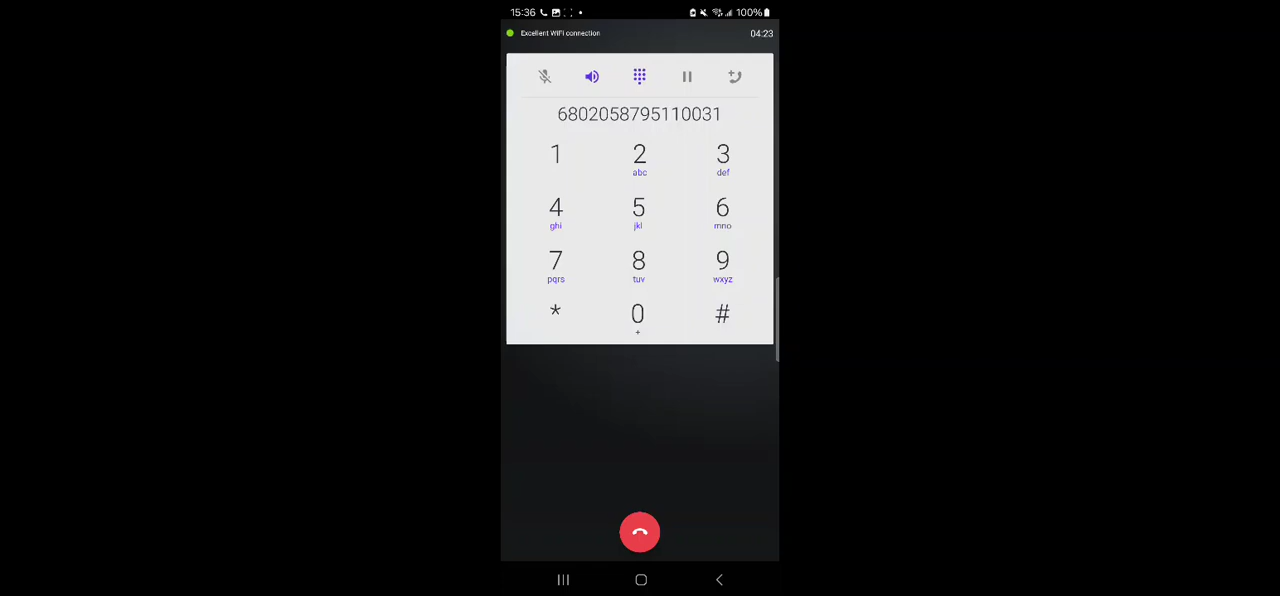 15:36 100%
Excellent WiFi connection 04:23
6802058795110031
1 2 3
abc def
4 5 6
ghi jkl mno
7 8 9
pqrs tuv wxyz
* 0 #
+